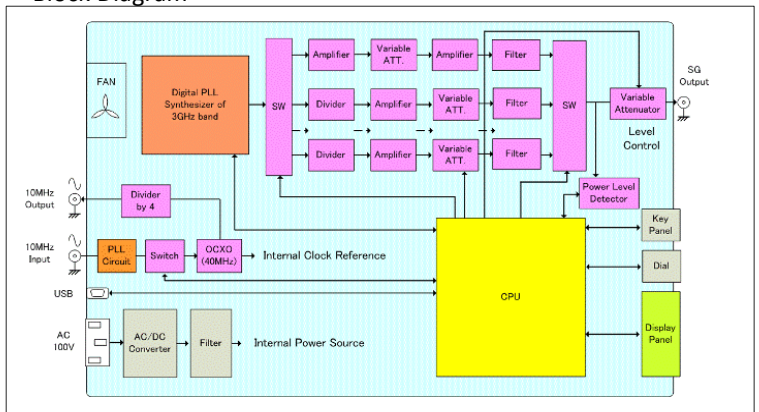 Block Diagram
FAN
Digital PLL
Synthesizer of
3GHz band
SW
Amplifier
Variable
ATT.
Amplifier
Filter
Divider
Amplifier
Variable
ATT.
Filter
Divider
Amplifier
Variable
ATT.
Filter
SW
SG
Output
Variable
Attenuator
Level
Control
Power Level
Detector
10MHz
Output
Divider
by 4
10MHz
Input
PLL
Circuit
Switch
OCXO
(40MHz)
Internal Clock Reference
USB
CPU
Key
Panel
Dial
Display
Panel
AC
100V
AC/DC
Converter
Filter
Internal Power Source